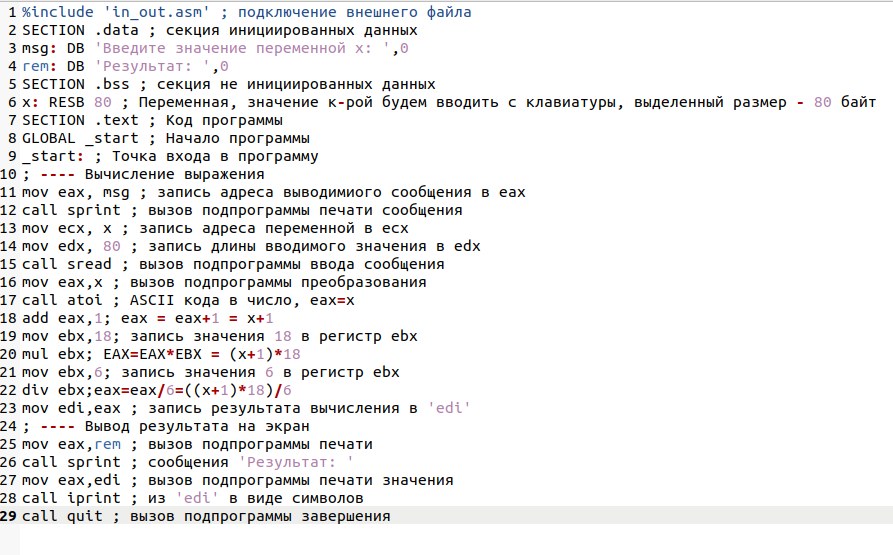 1 %include 'in_out.asm' ; подключение внешнего файла
2 SECTION .data ; секция инициированных данных
3 msg: DB 'Введите значение переменной x: ',0
4 rem: DB 'Результат: ',0
5 SECTION .bss ; секция не инициированных данных
6 x: RESB 80 ; Переменная, значение к-рой будем вводить с клавиатуры, выделенный размер - 80 байт
7 SECTION .text ; Код программы
8 GLOBAL _start ; Начало программы
9 _start: ; Точка входа в программу
10 ; ---- Вычисление выражения
11 mov eax, msg ; запись адреса выводимиого сообщения в eax
12 call sprint ; вызов подпрограммы печати сообщения
13 mov ecx, x ; запись адреса переменной в ecx
14 mov edx, 80 ; запись длины вводимого значения в edx
15 call sread ; вызов подпрограммы ввода сообщения
16 mov eax,x ; вызов подпрограммы преобразования
17 call atoi ; ASCII кода в число, eax=x
18 add eax,1; eax = eax+1 = x+1
19 mov ebx,18; запись значения 18 в регистр ebx
20 mul ebx; EAX=EAX*EBX = (x+1)*18
21 mov ebx,6; запись значения 6 в регистр ebx
22 div ebx;eax=eax/6=((x+1)*18)/6
23 mov edi,eax ; запись результата вычисления в 'edi'
24 ; ---- Вывод результата на экран
25 mov eax,rem ; вызов подпрограммы печати
26 call sprint ; сообщения 'Результат: '
27 mov eax,edi ; вызов подпрограммы печати значения
28 call iprint ; из 'edi' в виде символов
29 call quit ; вызов подпрограммы завершения